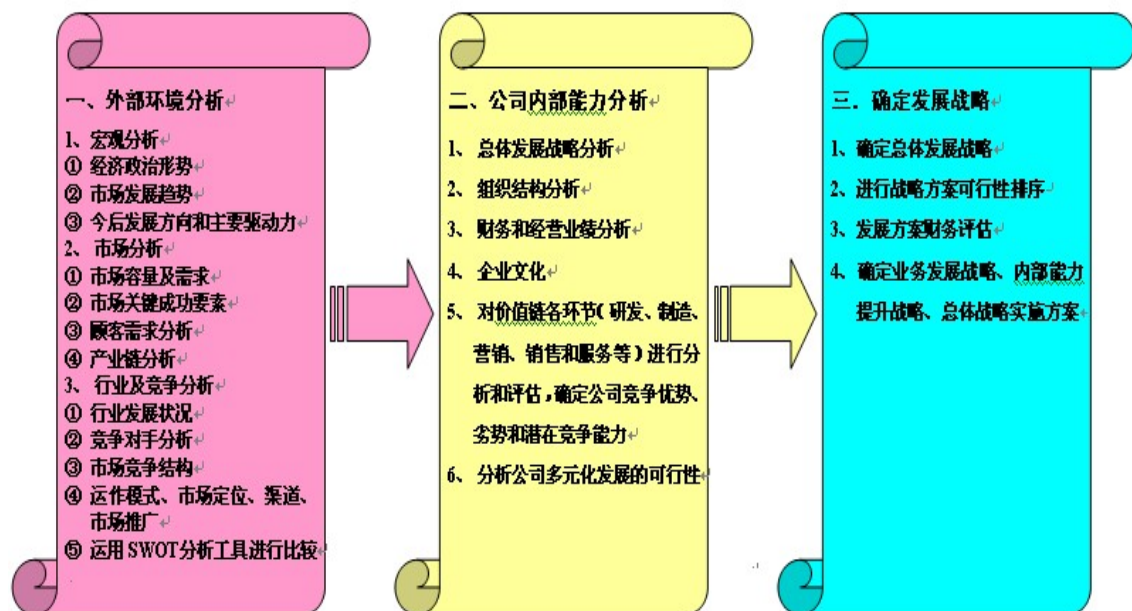 一、外部环境分析
1、宏观分析
① 经济政治形势
② 市场发展趋势
③ 今后发展方向和主要驱动力
2、 市场分析
① 市场容量及需求
② 市场关键成功要素
③ 顾客需求分析
④ 产业链分析
3、 行业及竞争分析
① 行业发展状况
② 竞争对手分析
③ 市场竞争结构
④ 运作模式、市场定位、渠道、
市场推广
⑤ 运用 SWOT 分析工具进行比较
二、公司内部能力分析
1、 总体发展战略分析
2、 组织结构分析
3、 财务和经营业绩分析
4、 企业文化
5、 对价值链各环节(研发、制造、
营销、销售和服务等)进行分
析和评估,确定公司竞争优势、
劣势和潜在竞争能力
6、 分析公司多元化发展的可行性
三．确定发展战略
1、确定总体发展战略
2、进行战略方案可行性排序
3、发展方案财务评估
4、确定业务发展战略、内部能力
提升战略、总体战略实施方案